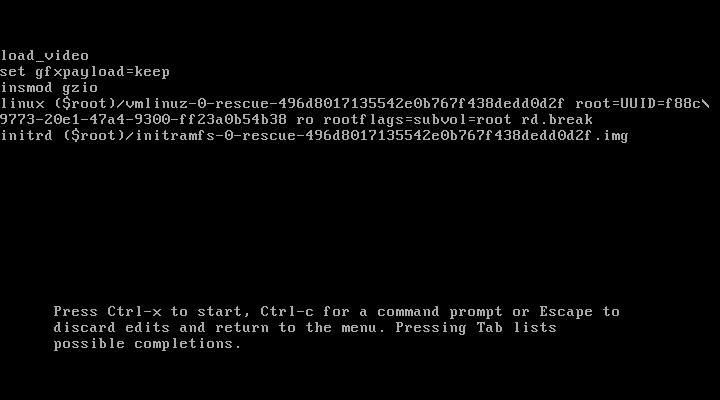 load_video
set gfxpayload=keep
insmod gzio
linux ($root)/vmlinuz-0-rescue-496d8017135542e0b767f438dedd0d2f root=UUID=f88c\
9773-20e1-47a4-9300-ff23a0b54b38 ro rootflags=subvol=root rd.break
initrd ($root)/initramfs-0-rescue-496d8017135542e0b767f438dedd0d2f.img
Press Ctrl-x to start, Ctrl-c for a command prompt or Escape to
discard edits and return to the menu. Pressing Tab lists
possible completions.